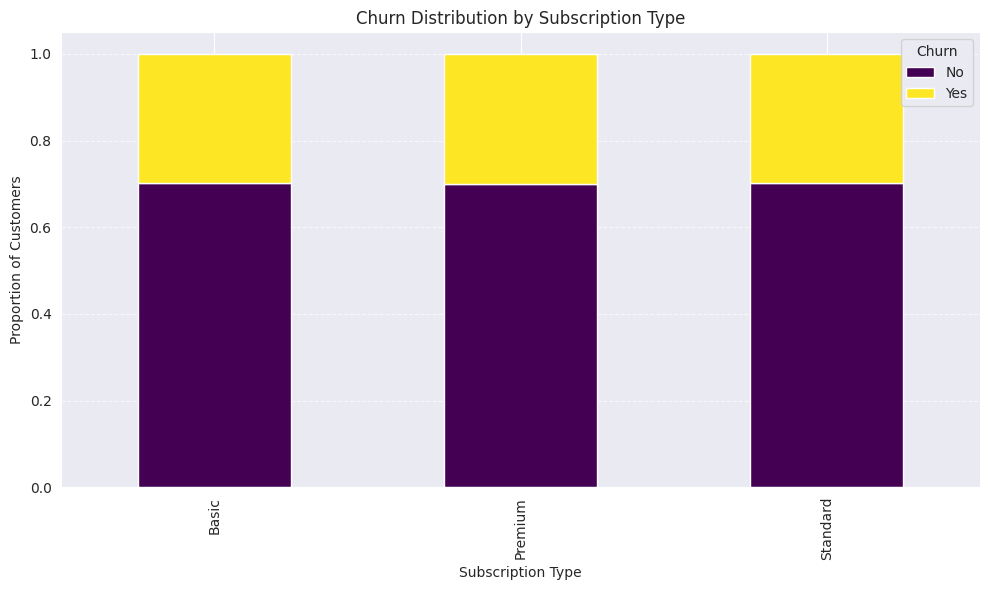 Churn Distribution by Subscription Type
Churn
No
Yes
Proportion of Customers
1.0
0.8
0.6
0.4
0.2
0.0
Basic
Premium
Standard
Subscription Type